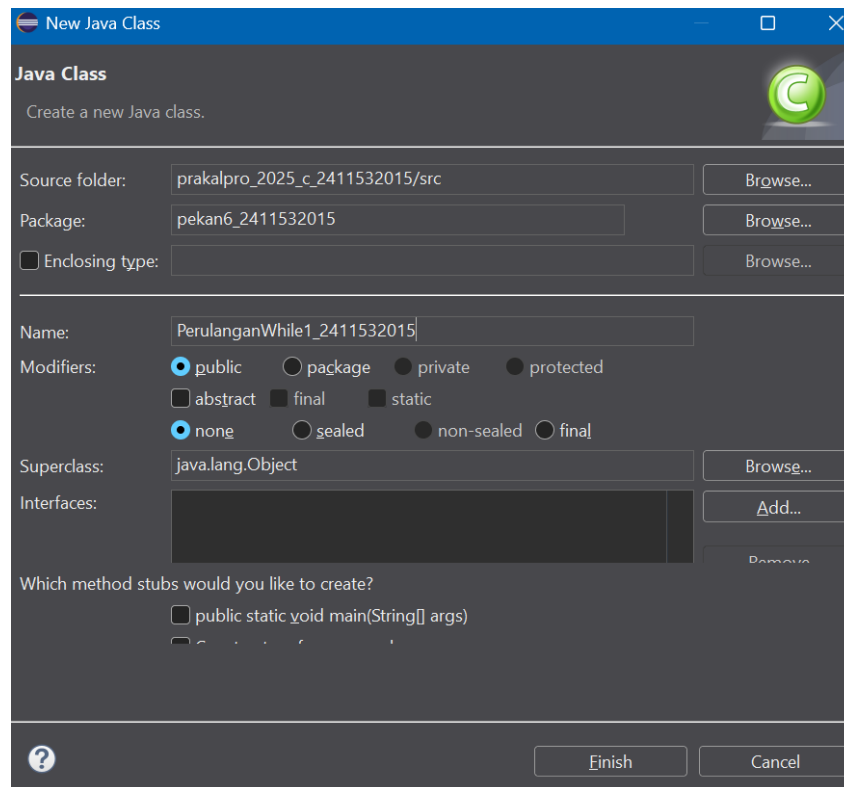 New Java Class
Java Class
Create a new Java class.
Source folder: prakalpro_2025_c_2411532015/src Browse...
Package: pekan6_2411532015 Browse...
Enclosing type: Browse...
Name: PerulanganWhile1_2411532015
Modifiers: public package private protected
abstract final static
none sealed non-sealed final
Superclass: java.lang.Object Browse...
Interfaces: Add...
Remove
Which method stubs would you like to create?
public static void main(String[] args)
Finish Cancel